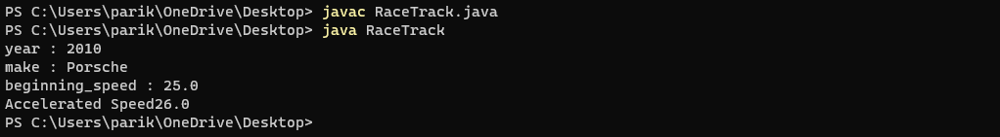 PS C:\Users\parik\OneDrive\Desktop> javac RaceTrack.java
PS C:\Users\parik\OneDrive\Desktop> java RaceTrack
year : 2010
make : Porsche
beginning_speed : 25.0
Accelerated Speed26.0
PS C:\Users\parik\OneDrive\Desktop>